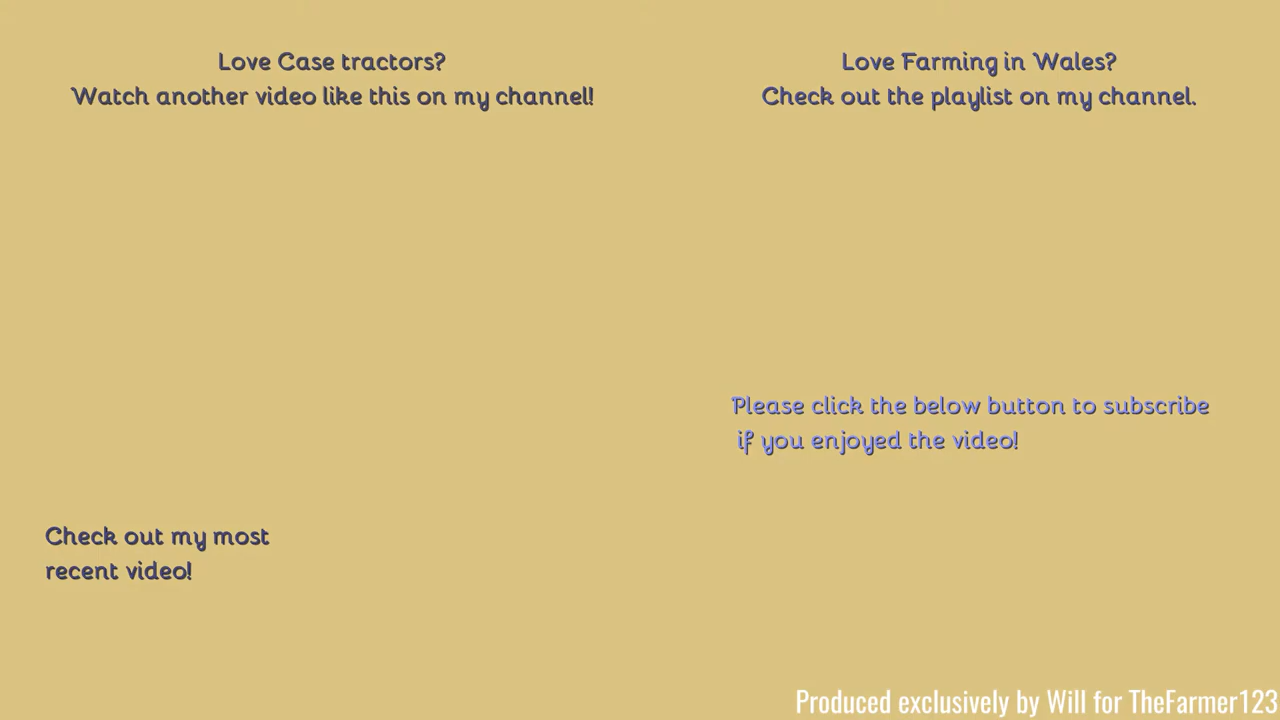 Love Case tractors?
Watch another video like this on my channel!
Love Farming in Wales?
Check out the playlist on my channel.
Please click the below button to subscribe
if you enjoyed the video!
Check out my most
recent video!
Produced exclusively by Will for TheFarmer123